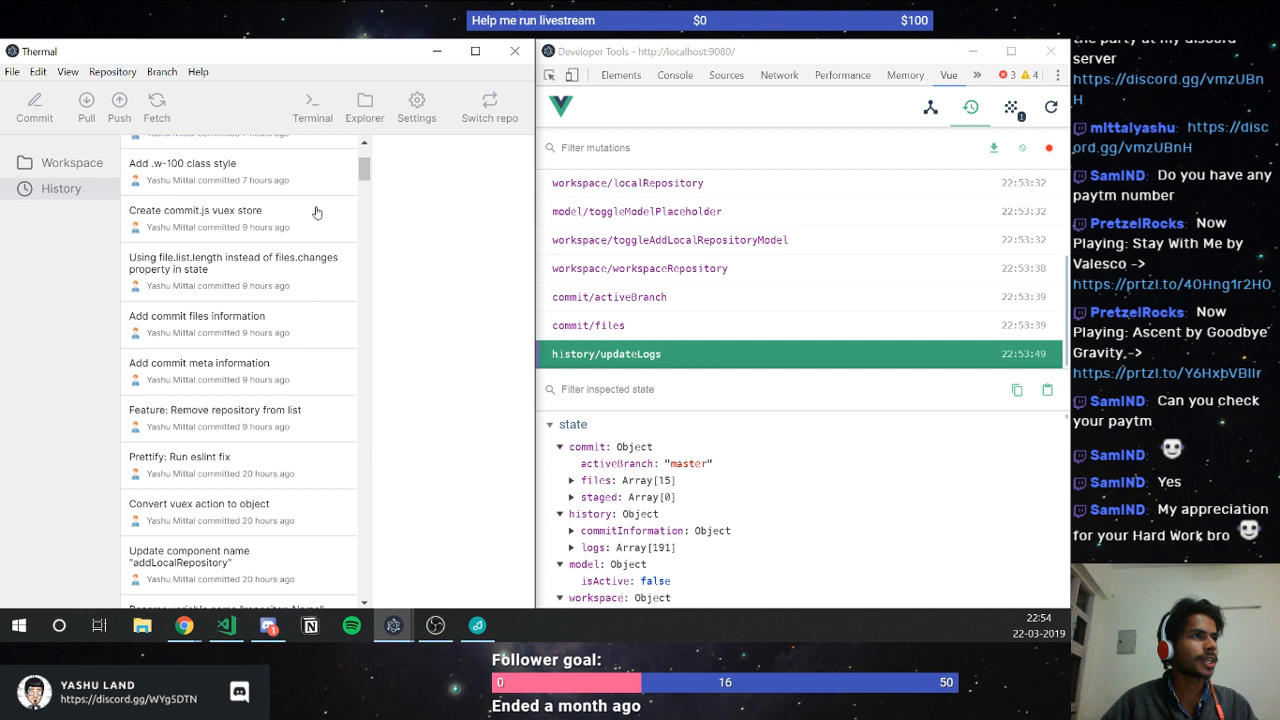 Help me run livestream $0 $100
Thermal
File Edit View Repository Branch Help
Commit Pull Push Fetch Terminal Explorer Settings Switch repo
Workspace
History
Add .w-100 class style
Yashu Mittal committed 7 hours ago
Create commit.js vuex store
Yashu Mittal committed 9 hours ago
Using file.list.length instead of files.changes
property in state
Yashu Mittal committed 9 hours ago
Add commit files information
Yashu Mittal committed 9 hours ago
Add commit meta information
Yashu Mittal committed 9 hours ago
Feature: Remove repository from list
Yashu Mittal committed 9 hours ago
Prettify: Run eslint fix
Yashu Mittal committed 20 hours ago
Convert vuex action to object
Yashu Mittal committed 20 hours ago
Update component name
"addLocalRepository"
Yashu Mittal committed 20 hours ago
Developer Tools - http://localhost:9080/
Elements Console Sources Network Performance Memory Vue » 3 4
1
Filter mutations
workspace/localRepository 22:53:32
model/toggleModelPlaceholder 22:53:32
workspace/toggleAddLocalRepositoryModel 22:53:32
workspace/workspaceRepository 22:53:38
commit/activeBranch 22:53:39
commit/files 22:53:39
history/updateLogs 22:53:49
Filter inspected state
state
commit: Object
activeBranch: "master"
files: Array[15]
staged: Array[0]
history: Object
commitInformation: Object
logs: Array[191]
model: Object
isActive: false
workspace: Object
the party at my discord
server
https://discord.gg/vmzUBn
H
mittalyashu: https://disc
ord.gg/vmzUBnH
SamIND: Do you have any
paytm number
PretzelRocks: Now
Playing: Stay With Me by
Valesco ->
https://prtzl.to/40Hng1r2H0
PretzelRocks: Now
Playing: Ascent by Goodbye
Gravity ->
SamIND: Can you check
your paytm
SamIND:
SamIND: Yes
SamIND: My appreciation
for your Hard Work bro
22:54
22-03-2019
YASHU LAND
https://discord.gg/WYg5DTN
Follower goal:
0 16 50
Ended a month ago